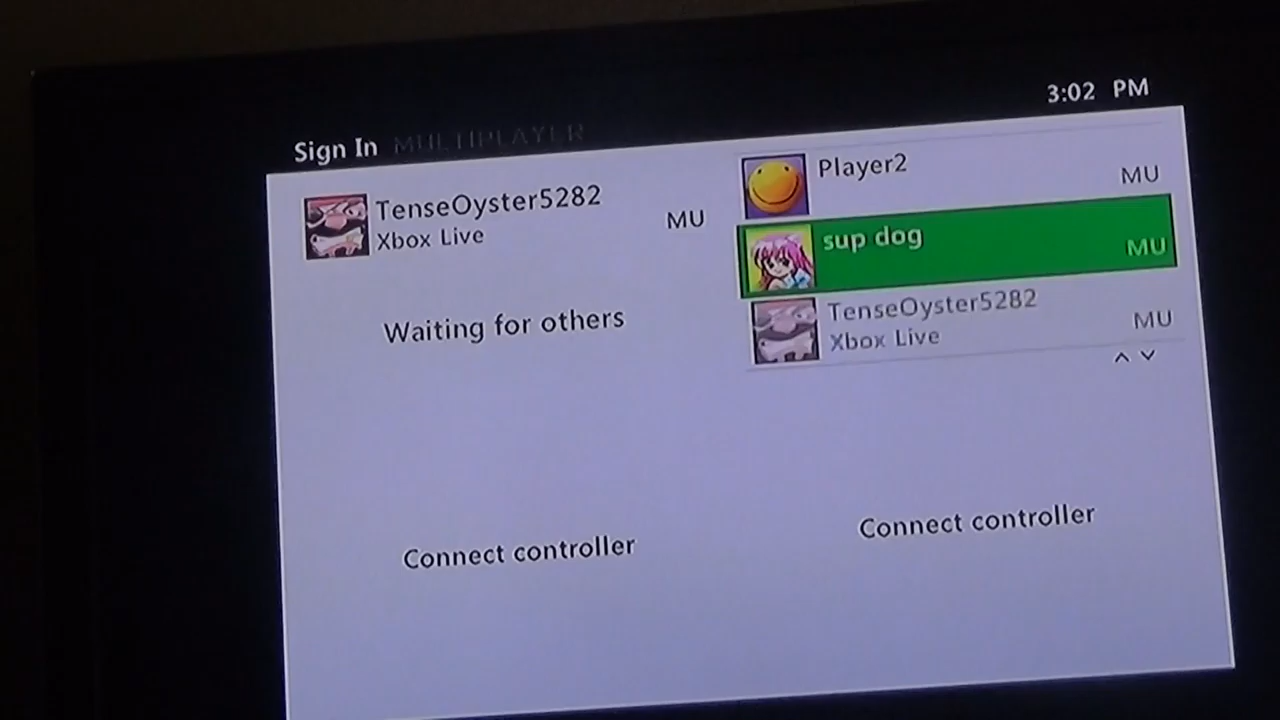 3:02 PM
Sign In MULTIPLAYER
TenseOyster5282
Xbox Live
MU
Waiting for others
Player2
MU
sup dog
MU
TenseOyster5282
Xbox Live
MU
Connect controller
Connect controller